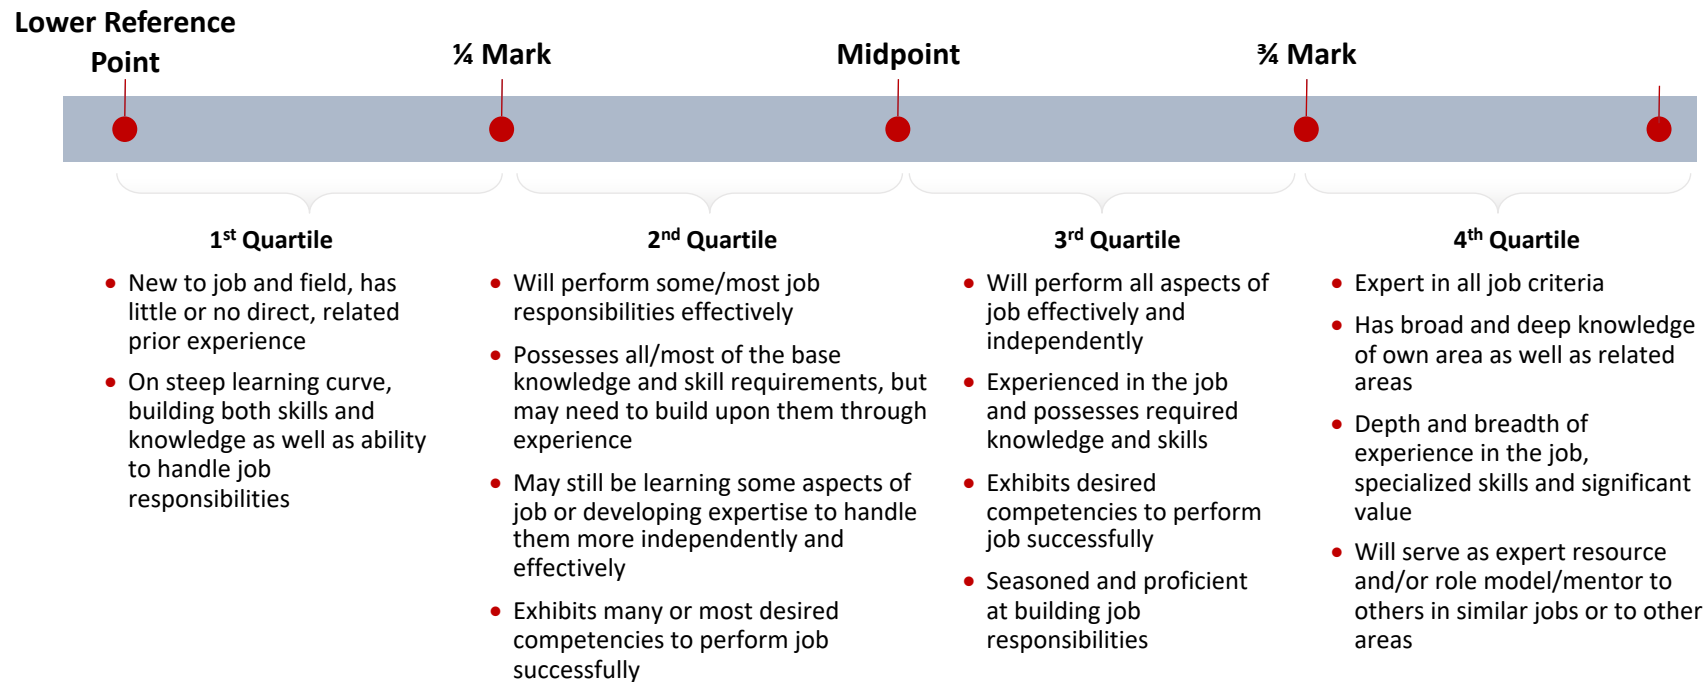 Lower Reference
Point
¼ Mark
Midpoint
¾ Mark
1st Quartile
• New to job and field, has
little or no direct, related
prior experience
• On steep learning curve,
building both skills and
knowledge as well as ability
to handle job
responsibilities
2nd Quartile
• Will perform some/most job
responsibilities effectively
• Possesses all/most of the base
knowledge and skill requirements, but
may need to build upon them through
experience
• May still be learning some aspects of
job or developing expertise to handle
them more independently and
effectively
• Exhibits many or most desired
competencies to perform job
successfully
3rd Quartile
• Will perform all aspects of
job effectively and
independently
• Experienced in the job
and possesses required
knowledge and skills
• Exhibits desired
competencies to perform
job successfully
• Seasoned and proficient
at building job
responsibilities
4th Quartile
• Expert in all job criteria
• Has broad and deep knowledge
of own area as well as related
areas
• Depth and breadth of
experience in the job,
specialized skills and significant
value
• Will serve as expert resource
and/or role model/mentor to
others in similar jobs or to other
areas